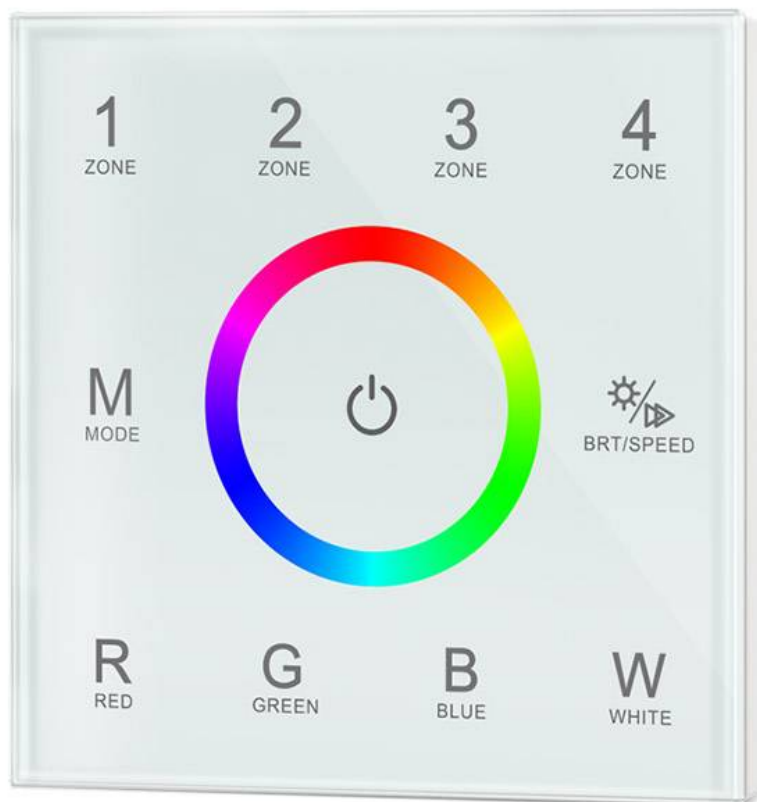 1 2 3 4
ZONE ZONE ZONE ZONE
M
MODE
BRT/SPEED
R G B W
RED GREEN BLUE WHITE